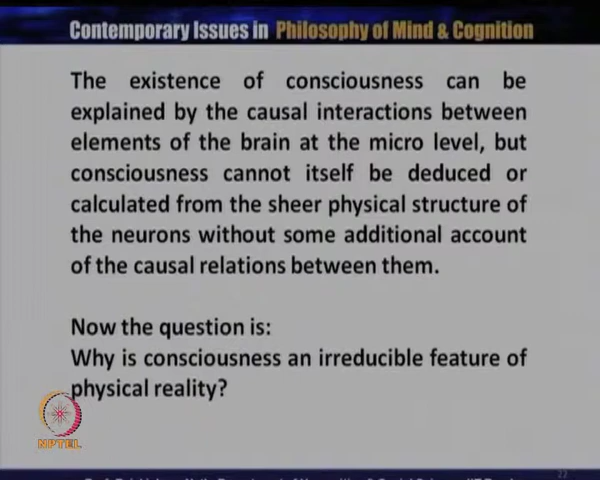 Contemporary Issues in Philosophy of Mind & Cognition
The existence of consciousness can be
explained by the causal interactions between
elements of the brain at the micro level, but
consciousness cannot itself be deduced or
calculated from the sheer physical structure of
the neurons without some additional account
of the causal relations between them.
Now the question is:
Why is consciousness an irreducible feature of
physical reality?
NPTEL
27